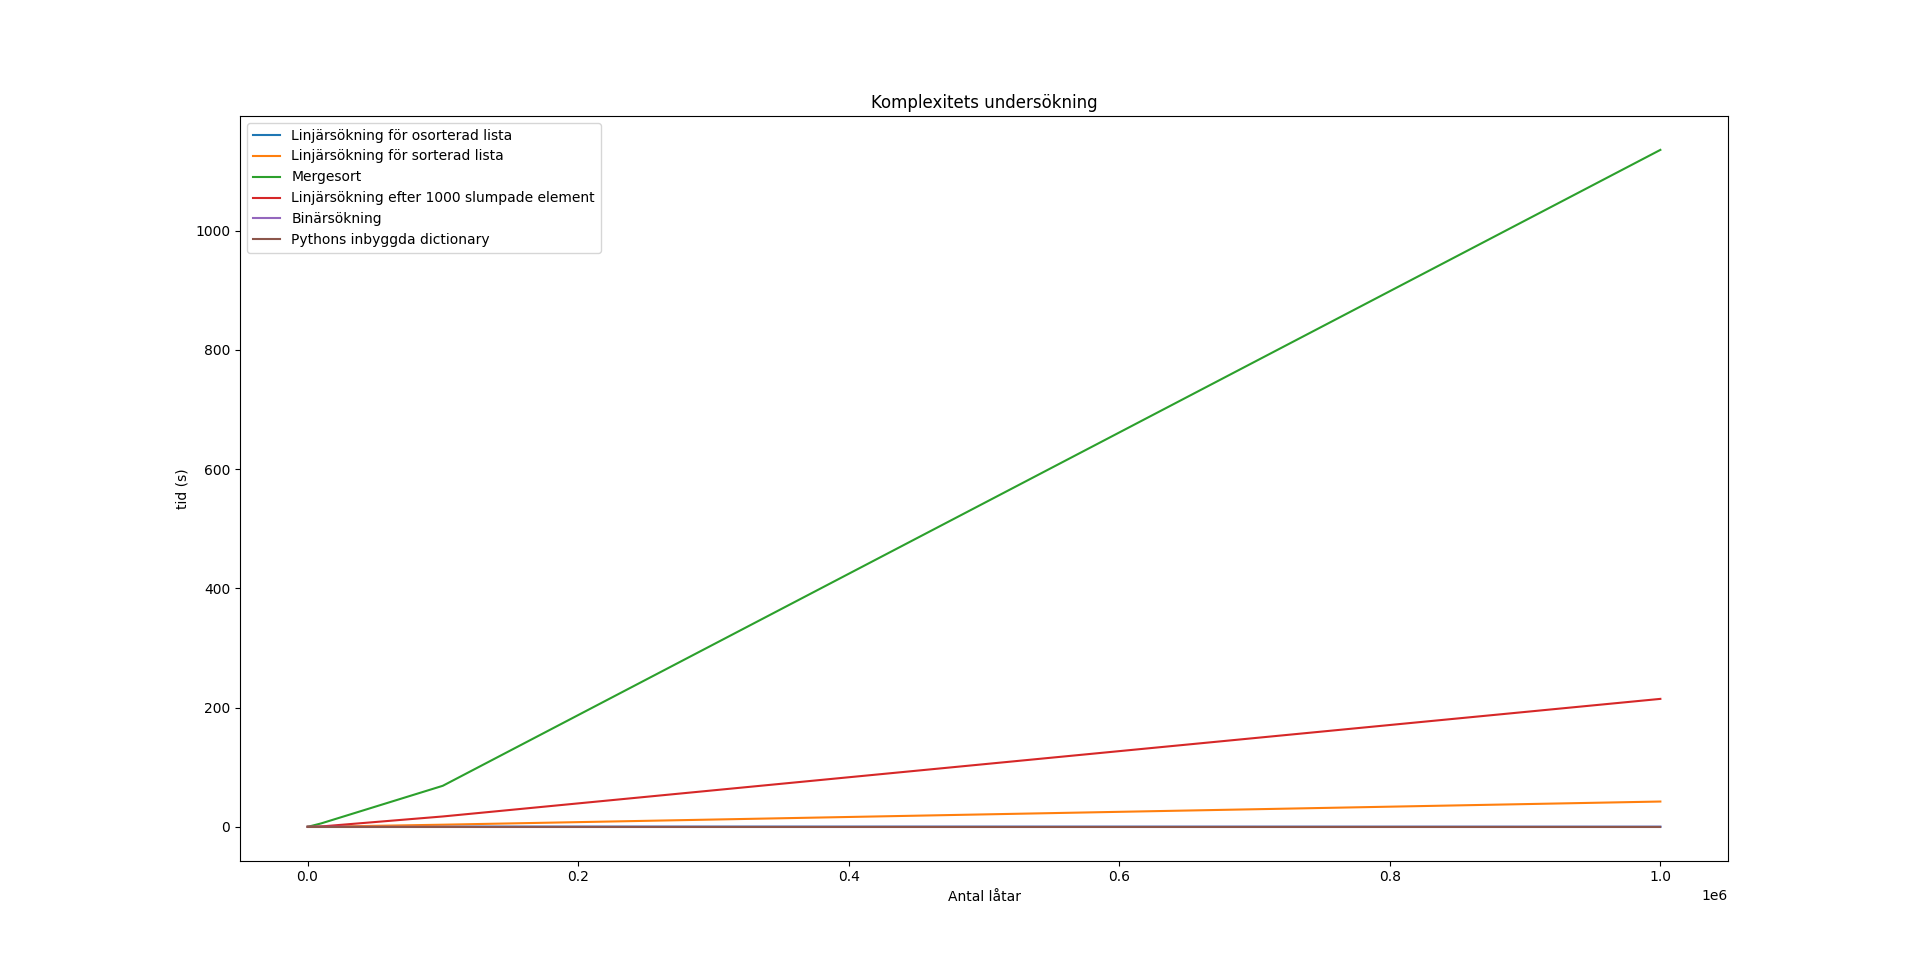 Komplexitets undersökning
Linjärsökning för osorterad lista
Linjärsökning för sorterad lista
Mergesort
Linjärsökning efter 1000 slumpade element
Binärsökning
Pythons inbyggda dictionary
1000
800
600
400
200
0
tid (s)
0.0 0.2 0.4 0.6 0.8 1.0
Antal låtar
1e6